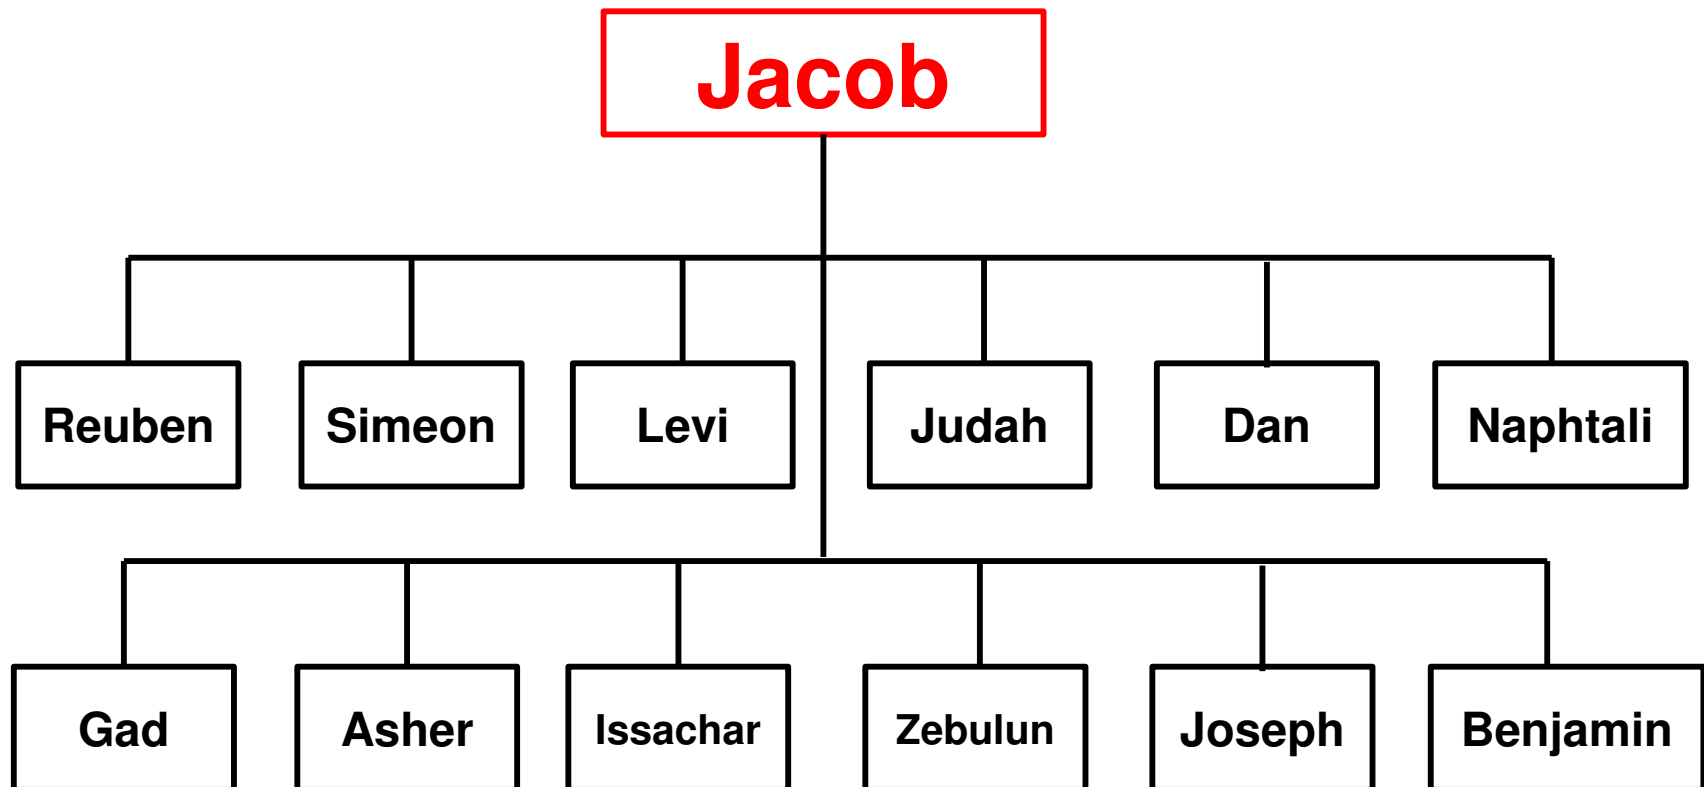 Jacob
Reuben Simeon Levi Judah Dan Naphtali
Gad Asher Issachar Zebulun Joseph Benjamin